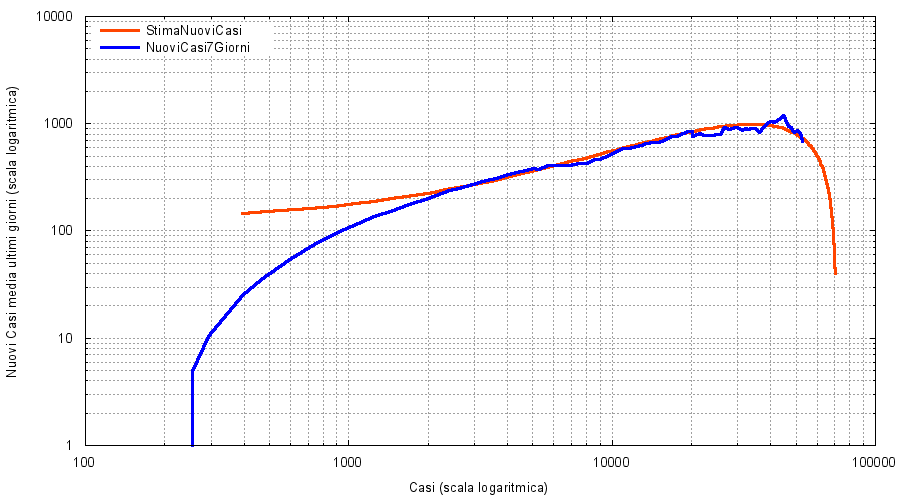 10000
StimaNuoviCasi
NuoviCasi7Giorni
1000
100
10
1
Nuovi Casi media ultimi giorni (scala logaritmica)
100 1000 10000 100000
Casi (scala logaritmica)